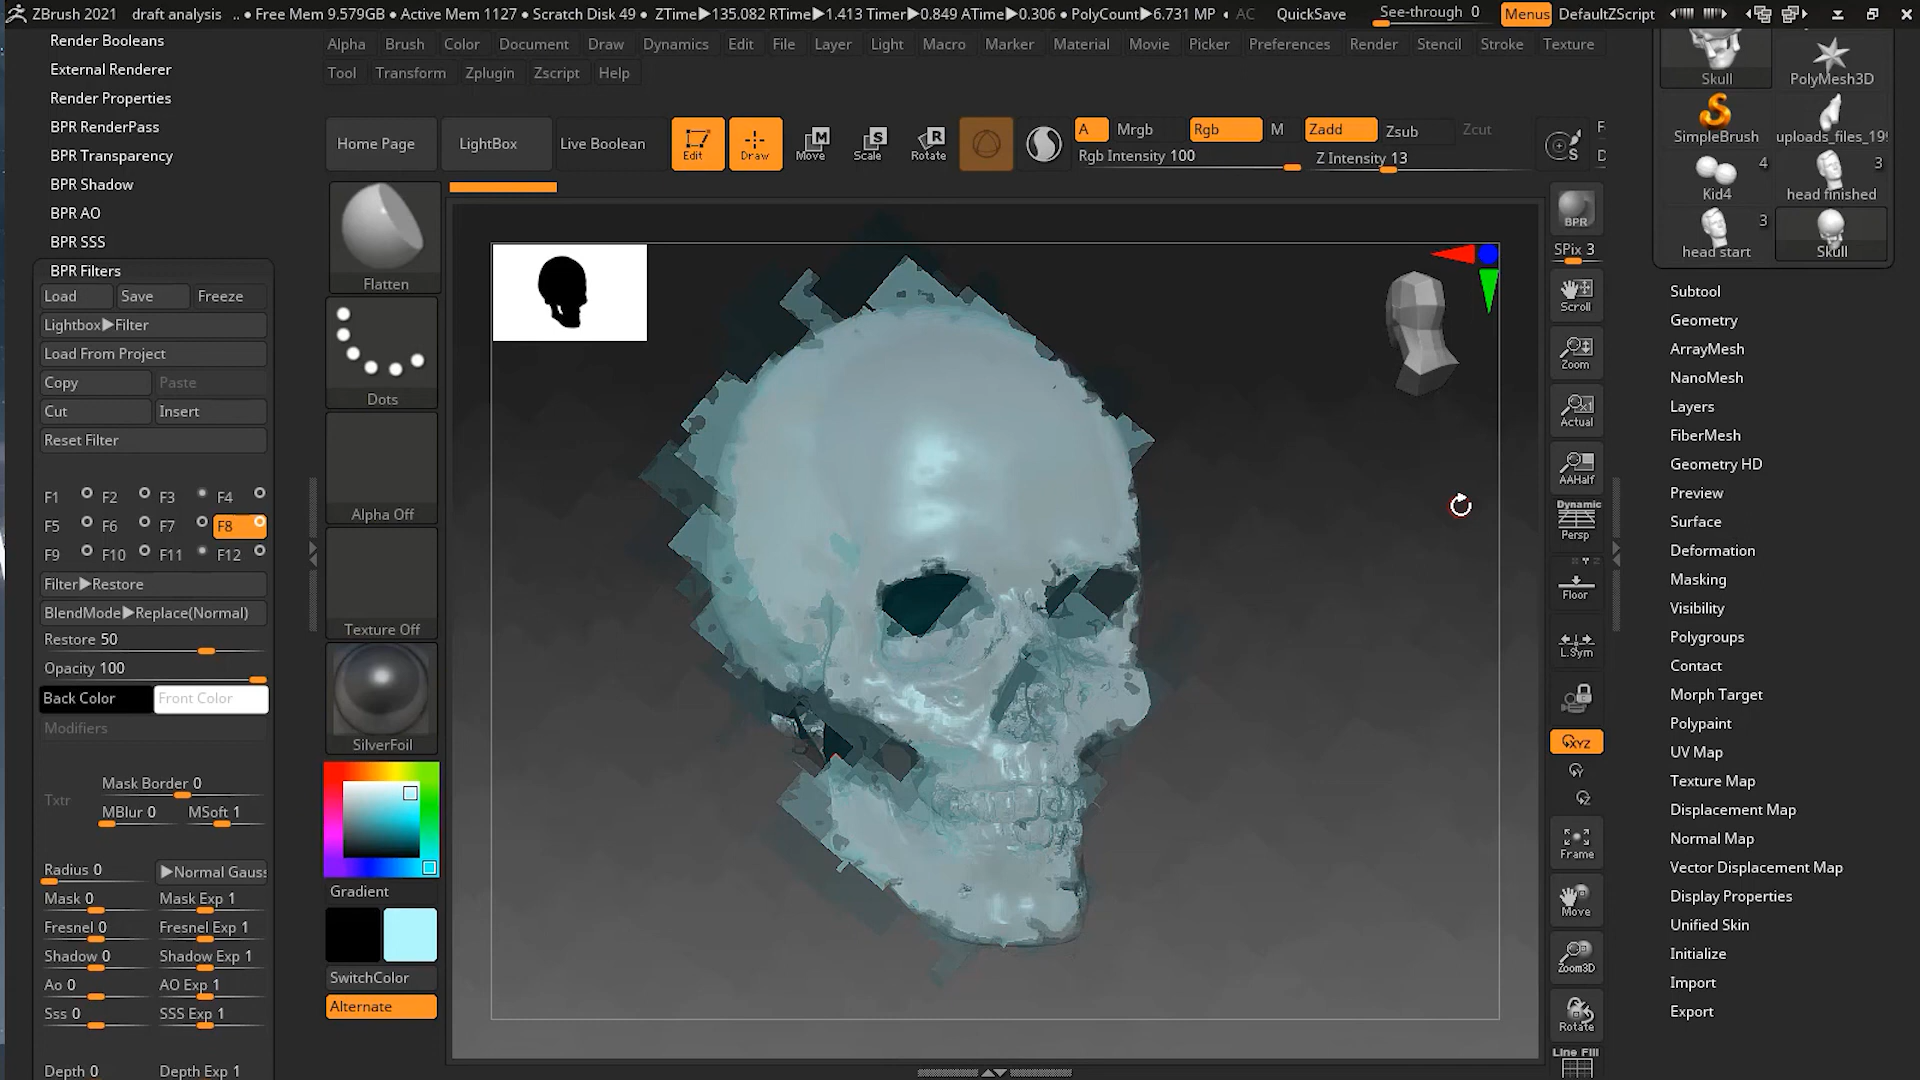 ZBrush 2021 draft analysis .. • Free Mem 9.579GB • Active Mem 1127 • Scratch Disk 49 • ZTime▶135.082 RTime▶1.413 Timer▶0.849 ATime▶0.306 • PolyCount▶6.731 MP • AC QuickSave See-through 0 Menus DefaultZScript
Alpha Brush Color Document Draw Dynamics Edit File Layer Light Macro Marker Material Movie Picker Preferences Render Stencil Stroke Texture
Tool Transform Zplugin Zscript Help
Render Booleans
External Renderer
Render Properties
BPR RenderPass
BPR Transparency
BPR Shadow
BPR AO
BPR SSS
BPR Filters
Load Save Freeze
Lightbox▶Filter
Load From Project
Copy Paste
Cut Insert
Reset Filter
F1 F2 F3 F4
F5 F6 F7 F8
F9 F10 F11 F12
Filter▶Restore
BlendMode▶Replace(Normal)
Restore 50
Opacity 100
Back Color Front Color
Modifiers
Mask Border 0
Txtr
MBlur 0 MSoft 1
Radius 0 ▶Normal Gauss
Mask 0 Mask Exp 1
Fresnel 0 Fresnel Exp 1
Shadow 0 Shadow Exp 1
Ao 0 AO Exp 1
Sss 0 SSS Exp 1
Depth 0 Depth Exp 1
Home Page LightBox Live Boolean Edit Draw Move Scale Rotate
A Mrgb Rgb M Zadd Zsub Zcut
Rgb Intensity 100 Z Intensity 13
S F
D
Flatten
Dots
Alpha Off
Texture Off
SilverFoil
Gradient
SwitchColor
Alternate
BPR
SPix 3
Scroll
Zoom
Actual
AAHalf
Dynamic
Persp
Floor
L.Sym
XYZ
Y
Z
Frame
Move
Zoom3D
Rotate
Line Fill
Skull PolyMesh3D
SimpleBrush uploads_files_19
4 3
Kid4 head finished
3
head start Skull
Subtool
Geometry
ArrayMesh
NanoMesh
Layers
FiberMesh
Geometry HD
Preview
Surface
Deformation
Masking
Visibility
Polygroups
Contact
Morph Target
Polypaint
UV Map
Texture Map
Displacement Map
Normal Map
Vector Displacement Map
Display Properties
Unified Skin
Initialize
Import
Export